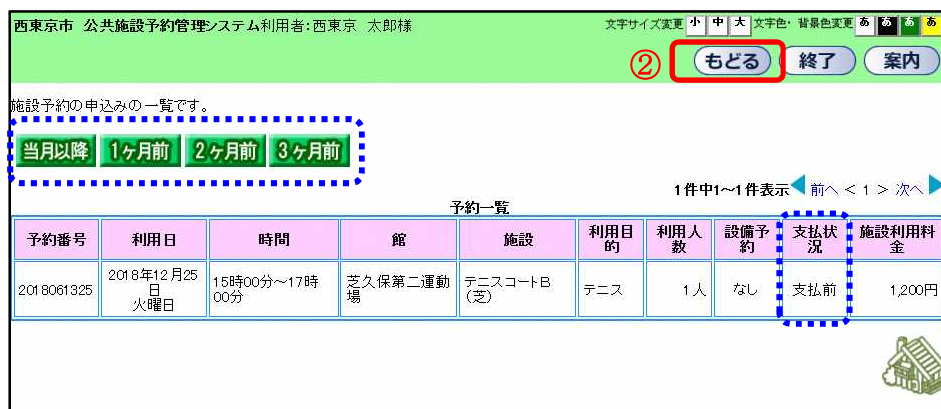 西東京市 公共施設予約管理システム利用者:西東京 太郎様 文字サイズ変更 小 中 大 文字色・背景色変更 あ あ あ あ
② もどる 終了 案内
施設予約の申込みの一覧です。
当月以降 1ヶ月前 2ヶ月前 3ヶ月前
1件中1~1件表示 前へ < 1 > 次へ
予約一覧
予約番号 利用日 時間 館 施設 利用目的 利用人数 設備予約 支払状況 施設利用料金
2018061325 2018年12月25日 火曜日 15時00分~17時00分 芝久保第二運動場 テニスコートB(芝) テニス 1人 なし 支払前 1,200円